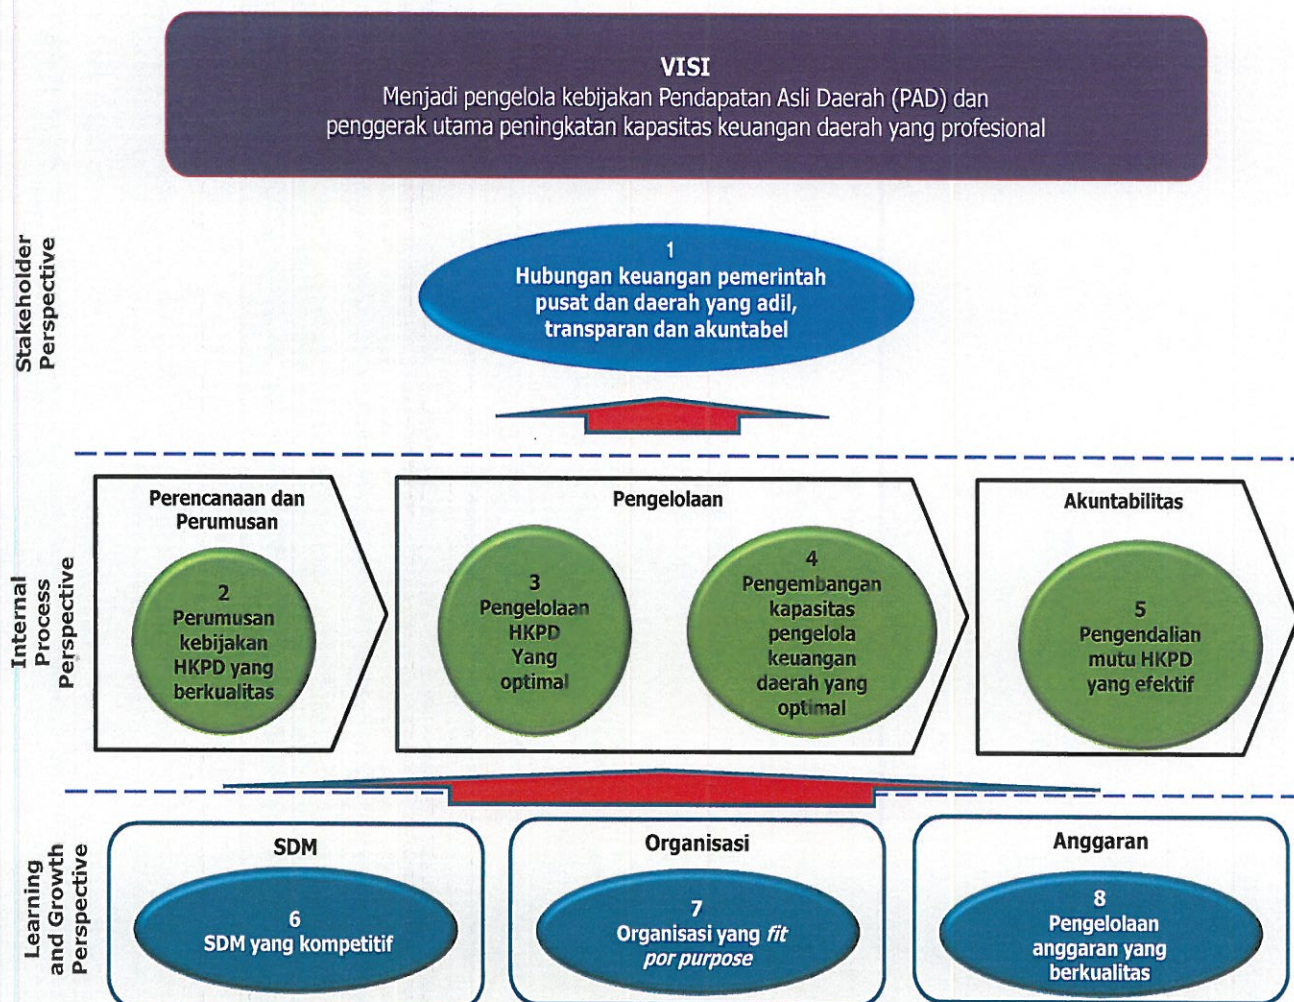 VISI
Menjadi pengelola kebijakan Pendapatan Asli Daerah (PAD) dan
penggerak utama peningkatan kapasitas keuangan daerah yang profesional
Stakeholder
Perspective
1
Hubungan keuangan pemerintah
pusat dan daerah yang adil,
transparan dan akuntabel
Internal
Process
Perspective
Perencanaan dan
Perumusan
2
Perumusan
kebijakan
HKPD yang
berkualitas
Pengelolaan
3
Pengelolaan
HKPD
Yang
optimal
4
Pengembangan
kapasitas
pengelola
keuangan
daerah yang
optimal
Akuntabilitas
5
Pengendalian
mutu HKPD
yang efektif
Learning
and Growth
Perspective
SDM
6
SDM yang kompetitif
Organisasi
7
Organisasi yang fit
por purpose
Anggaran
8
Pengelolaan
anggaran yang
berkualitas